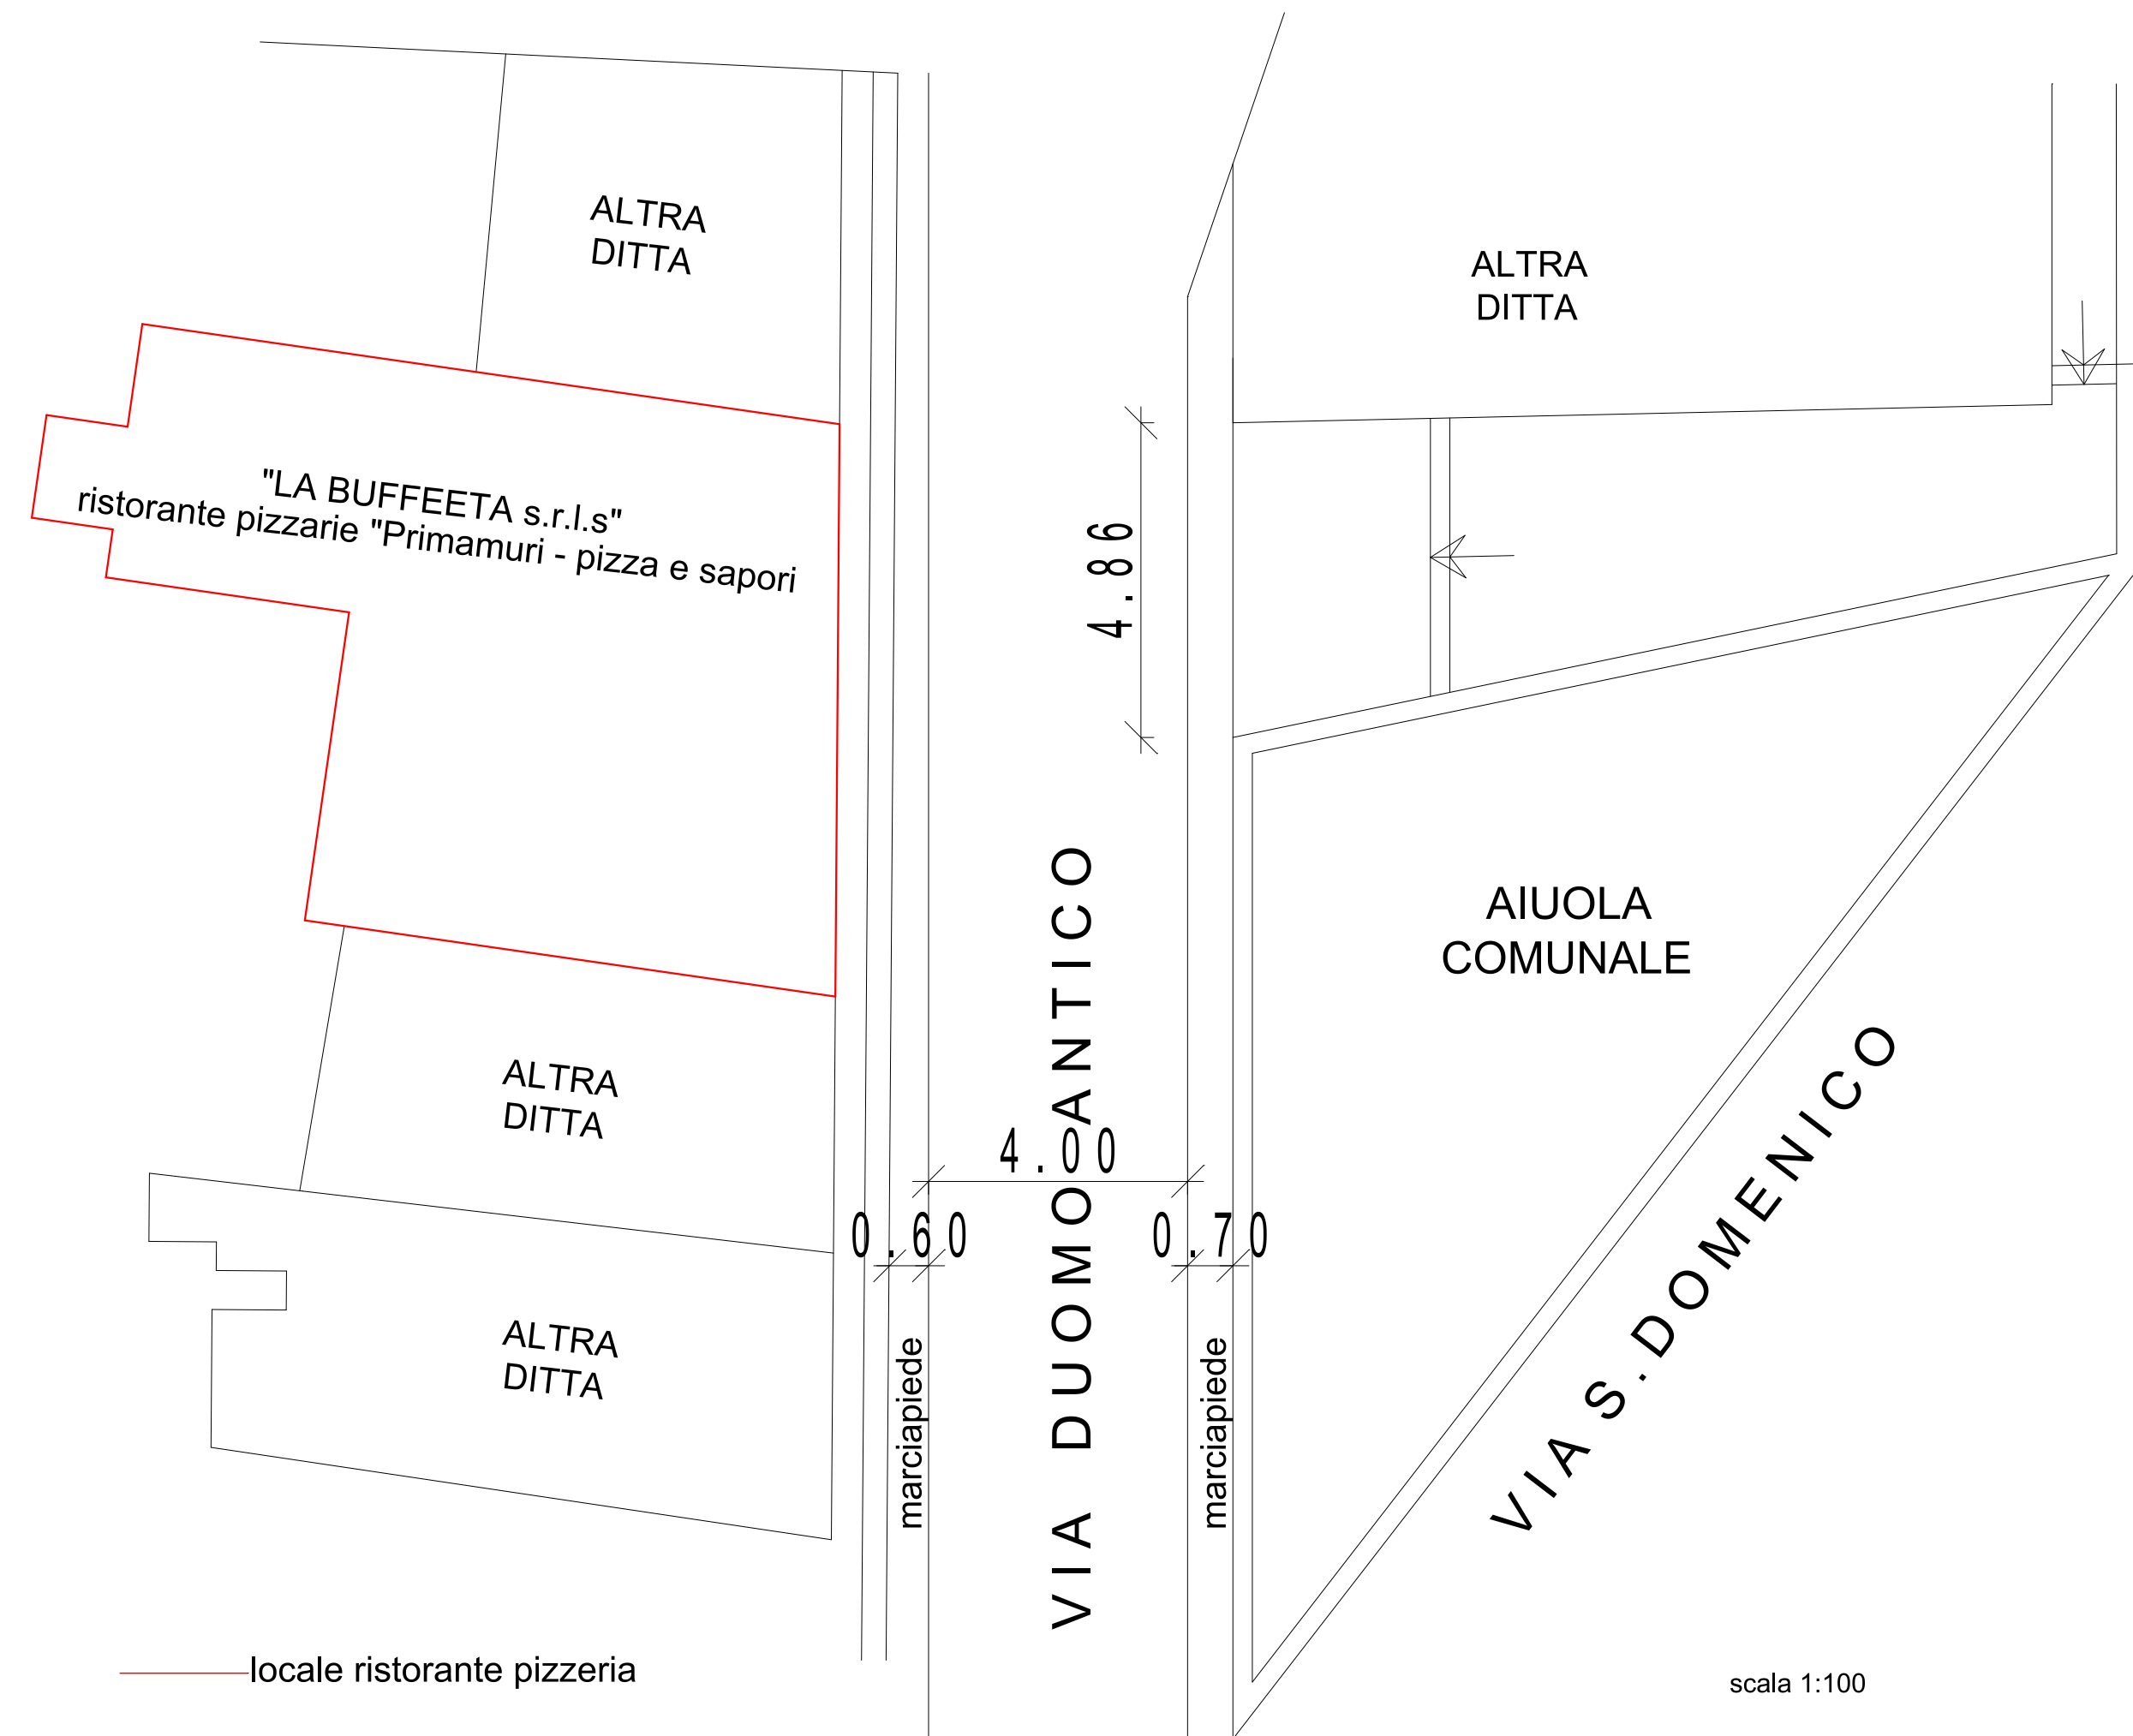 ALTRA
DITTA
ALTRA
DITTA
"LA BUFFEETA s.r.l.s"
ristorante pizzarie "Primamuri - pizza e sapori
4.86
AIUOLA
COMUNALE
VIA DUOMO ANTICO
ALTRA
DITTA
4.00
0.60
0.70
VIA S.DOMENICO
ALTRA
DITTA
marciapiede
marciapiede
locale ristorante pizzeria
scala 1:100